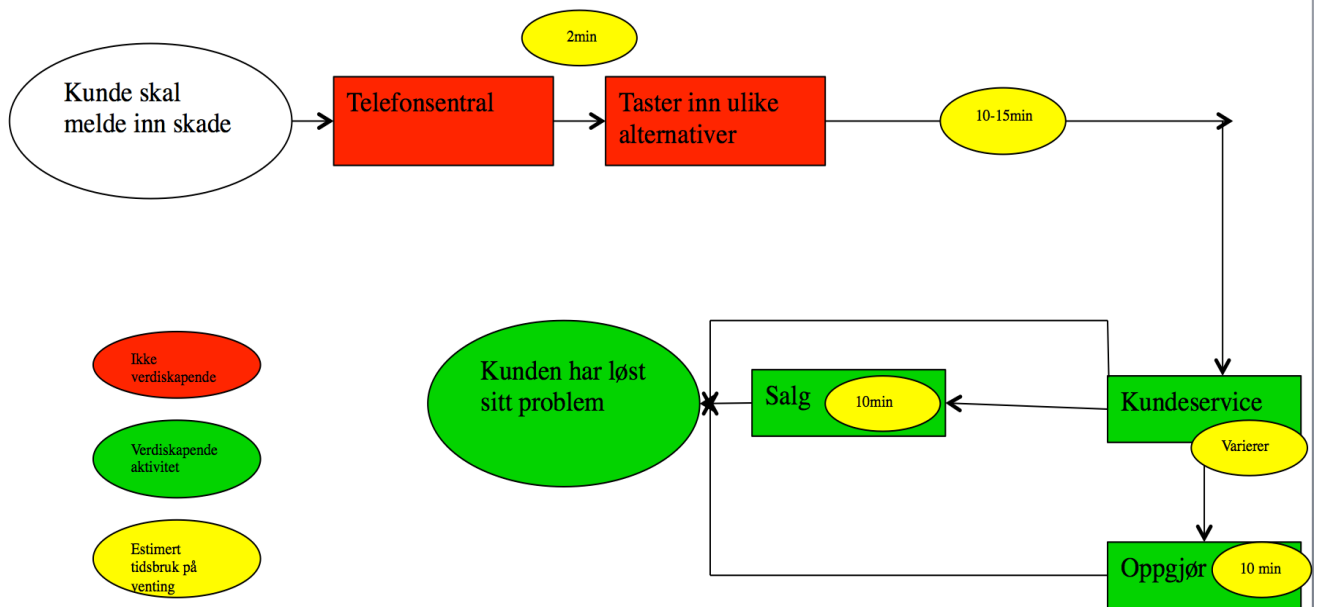 2min
Kunde skal
melde inn skade
Telefonsentral
Taster inn ulike
alternativer
10-15min
Ikke
verdiskapende
Verdiskapende
aktivitet
Estimert
tidsbruk på
venting
Kunden har løst
sitt problem
Salg
10min
Kundeservice
Varierer
Oppgjør
10 min